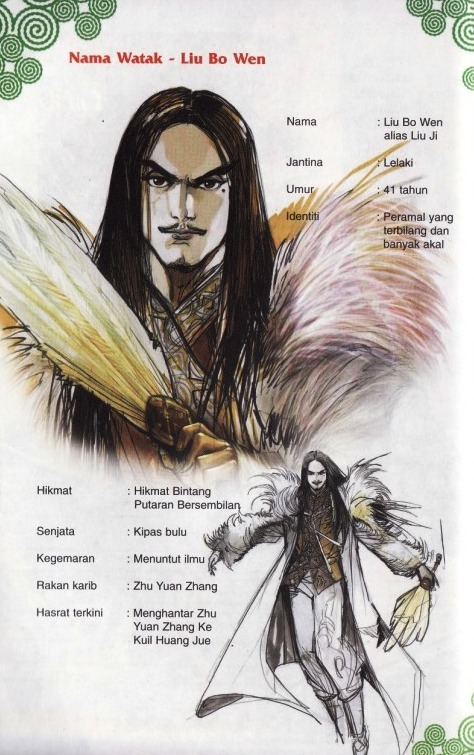 Nama Watak - Liu Bo Wen
Nama : Liu Bo Wen
alias Liu Ji
Jantina : Lelaki
Umur : 41 tahun
Identiti : Peramal yang
terbilang dan
banyak akal
Hikmat : Hikmat Bintang
Putaran Bersembilan
Senjata : Kipas bulu
Kegemaran : Menuntut ilmu
Rakan karib : Zhu Yuan Zhang
Hasrat terkini : Menghantar Zhu
Yuan Zhang Ke
Kuil Huang Jue